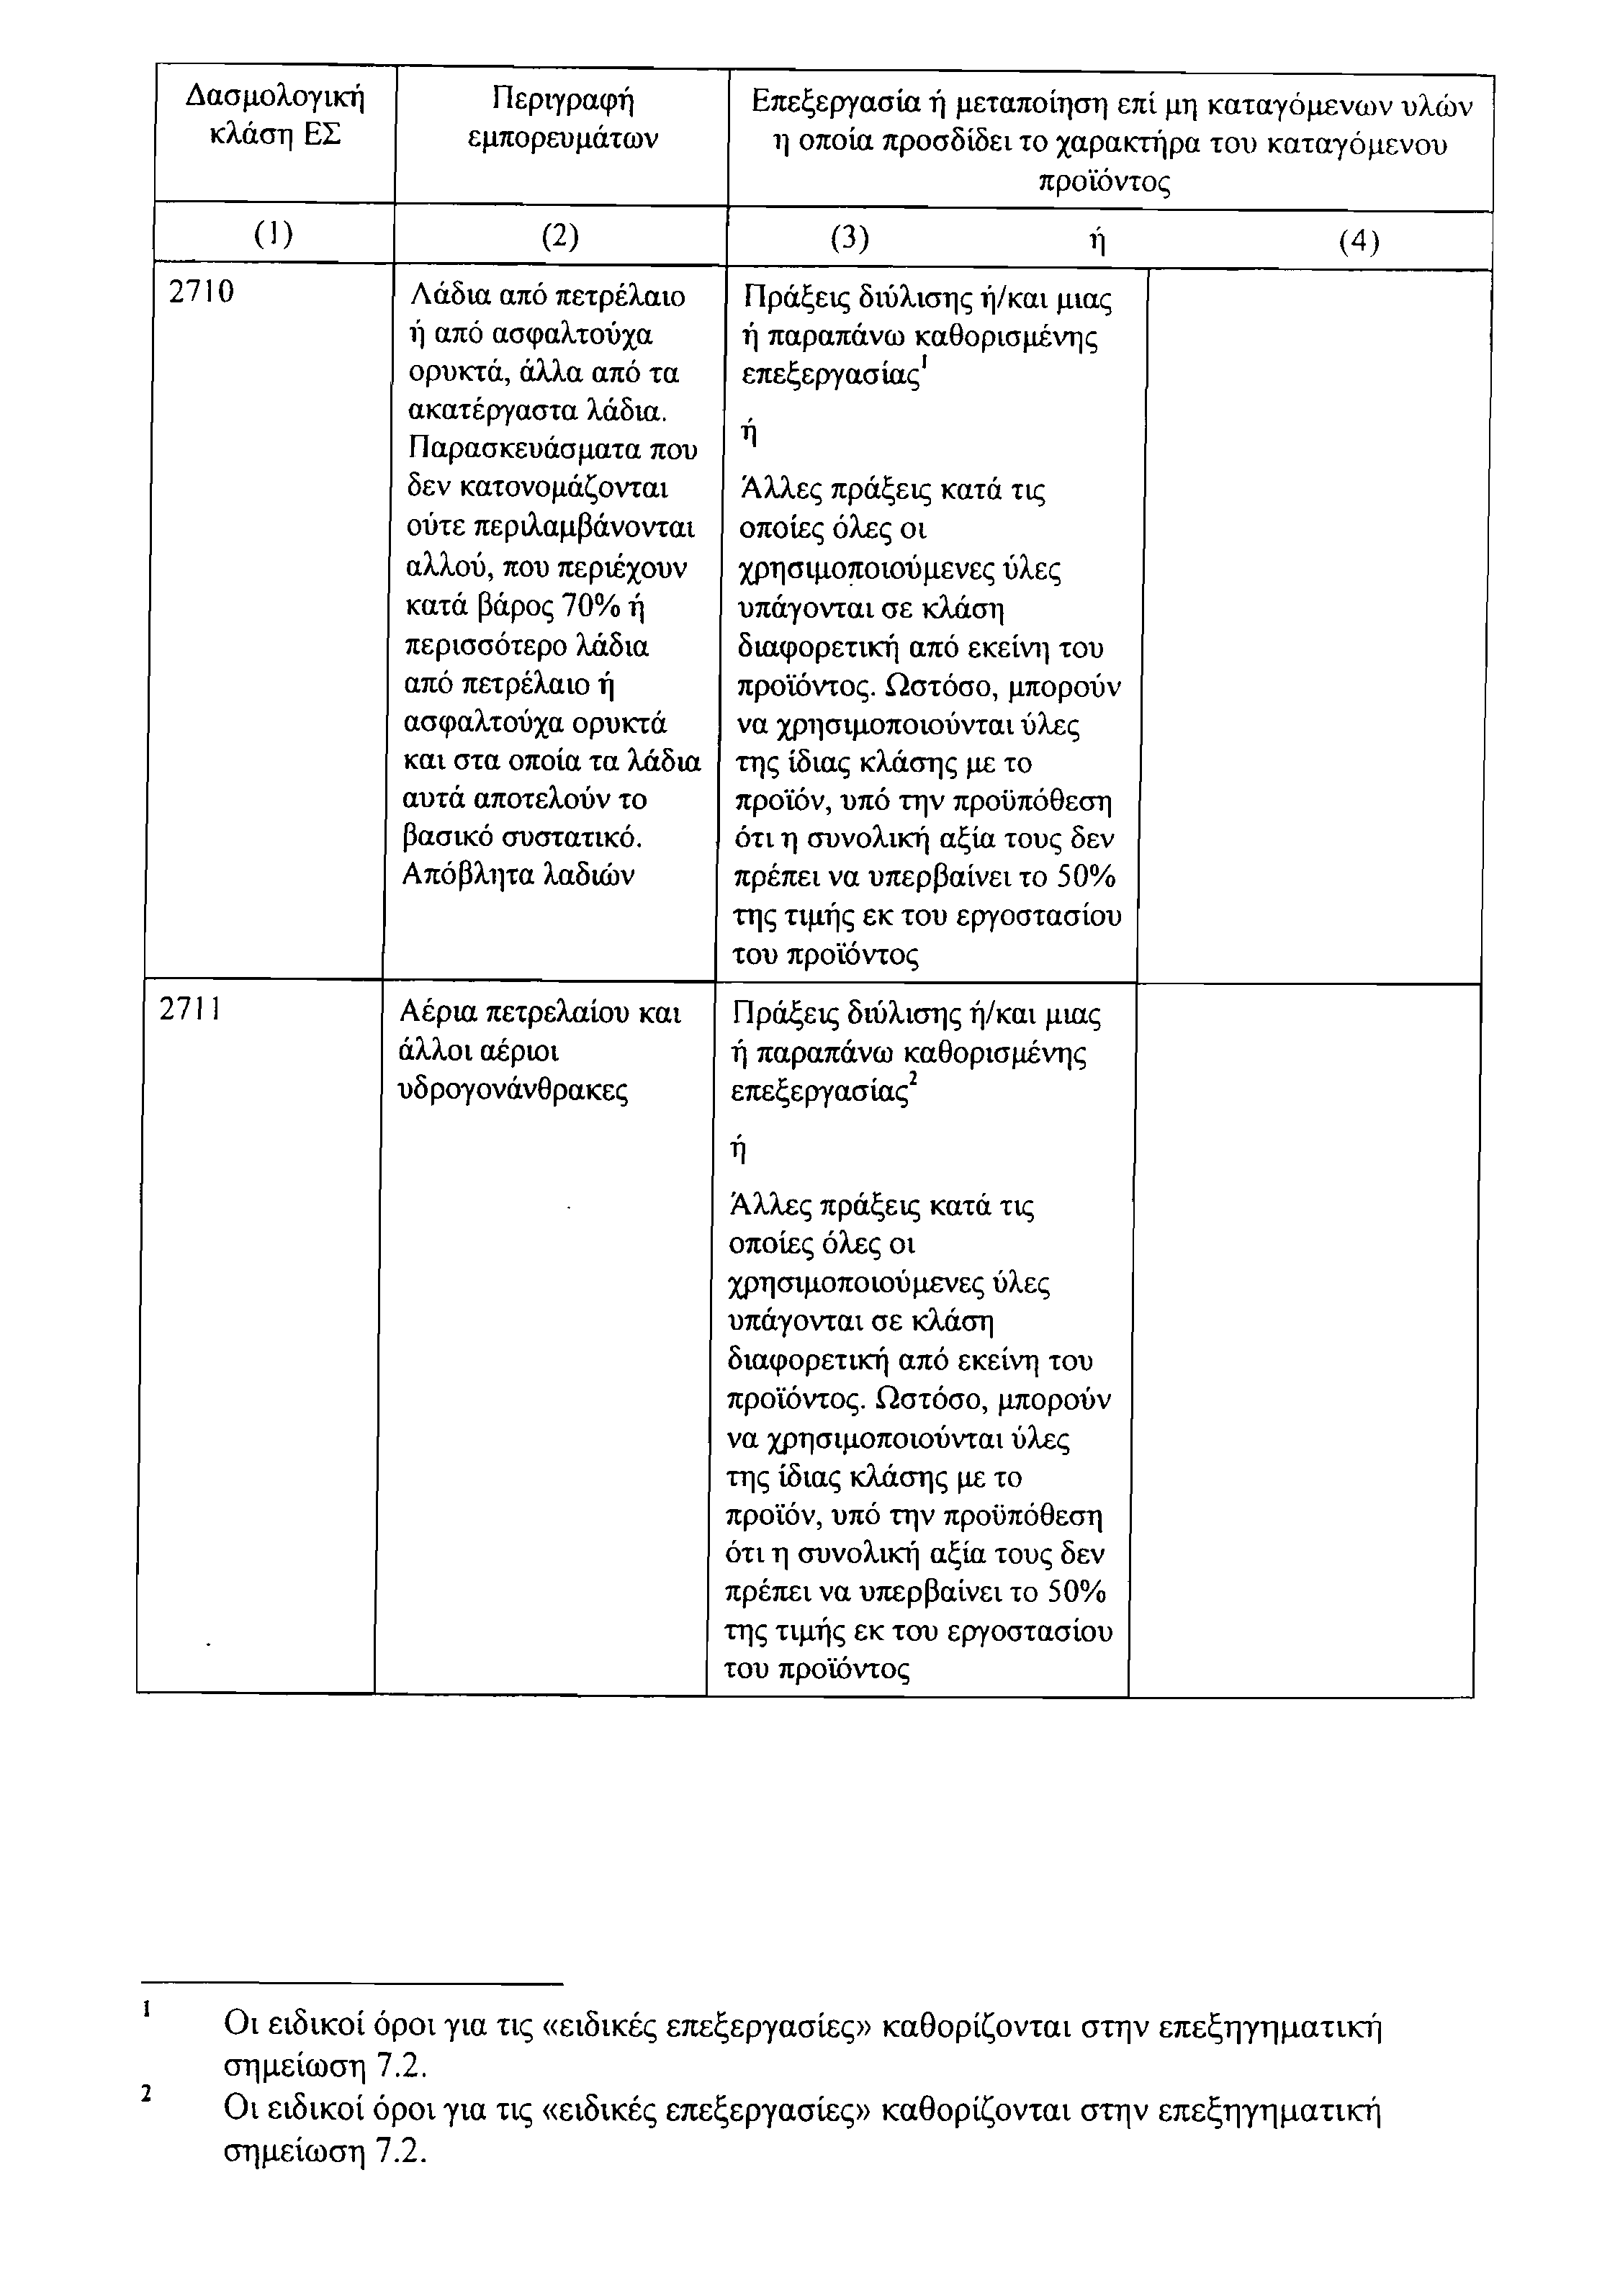 Δασμολογική
κλάση ΕΣ
Περιγραφή
εμπορευμάτων
Επεξεργασία ή μεταποίηση επί μη καταγόμενων υλών
η οποία προσδίδει το χαρακτήρα του καταγόμενου
προϊόντος
(1)
(2)
(3) ή (4)
2710
Λάδια από πετρέλαιο
ή από ασφαλτούχα
ορυκτά, άλλα από τα
ακατέργαστα λάδια.
Παρασκευάσματα που
δεν κατονομάζονται
ούτε περιλαμβάνονται
αλλού, που περιέχουν
κατά βάρος 70% ή
περισσότερο λάδια
από πετρέλαιο ή
ασφαλτούχα ορυκτά
και στα οποία τα λάδια
αυτά αποτελούν το
βασικό συστατικό.
Απόβλητα λαδιών
Πράξεις διύλισης ή/και μιας
ή παραπάνω καθορισμένης
επεξεργασίας¹
ή
Άλλες πράξεις κατά τις
οποίες όλες οι
χρησιμοποιούμενες ύλες
υπάγονται σε κλάση
διαφορετική από εκείνη του
προϊόντος. Ωστόσο, μπορούν
να χρησιμοποιούνται ύλες
της ίδιας κλάσης με το
προϊόν, υπό την προϋπόθεση
ότι η συνολική αξία τους δεν
πρέπει να υπερβαίνει το 50%
της τιμής εκ του εργοστασίου
του προϊόντος
2711
Αέρια πετρελαίου και
άλλοι αέριοι
υδρογονάνθρακες
Πράξεις διύλισης ή/και μιας
ή παραπάνω καθορισμένης
επεξεργασίας²
ή
Άλλες πράξεις κατά τις
οποίες όλες οι
χρησιμοποιούμενες ύλες
υπάγονται σε κλάση
διαφορετική από εκείνη του
προϊόντος. Ωστόσο, μπορούν
να χρησιμοποιούνται ύλες
της ίδιας κλάσης με το
προϊόν, υπό την προϋπόθεση
ότι η συνολική αξία τους δεν
πρέπει να υπερβαίνει το 50%
της τιμής εκ του εργοστασίου
του προϊόντος
¹ Οι ειδικοί όροι για τις «ειδικές επεξεργασίες» καθορίζονται στην επεξηγηματική
σημείωση 7.2.
² Οι ειδικοί όροι για τις «ειδικές επεξεργασίες» καθορίζονται στην επεξηγηματική
σημείωση 7.2.